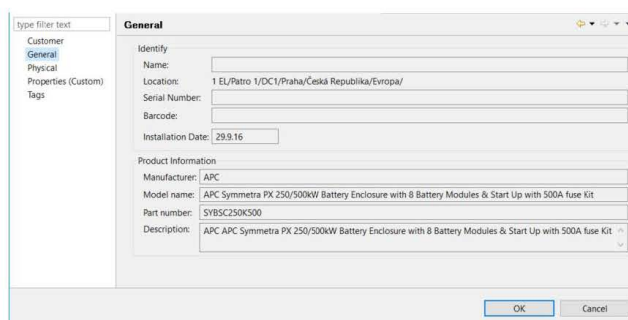 type filler text
General
Customer
General
Physical
Properties (Custom)
Tags
Identify
Name:
Location: 1 EL/Patro 1/DC1/Praha/Česká Republika/Evropa/
Serial Number:
Barcode:
Installation Date: 29.9.16
Product Information
Manufacturer: APC
Model name: APC Symmetra PX 250/500kW Battery Enclosure with 8 Battery Modules & Start Up with 500A fuse Kit
Part number: SYBSC250K500
Description: APC APC Symmetra PX 250/500kW Battery Enclosure with 8 Battery Modules & Start Up with 500A fuse Kit
OK Cancel